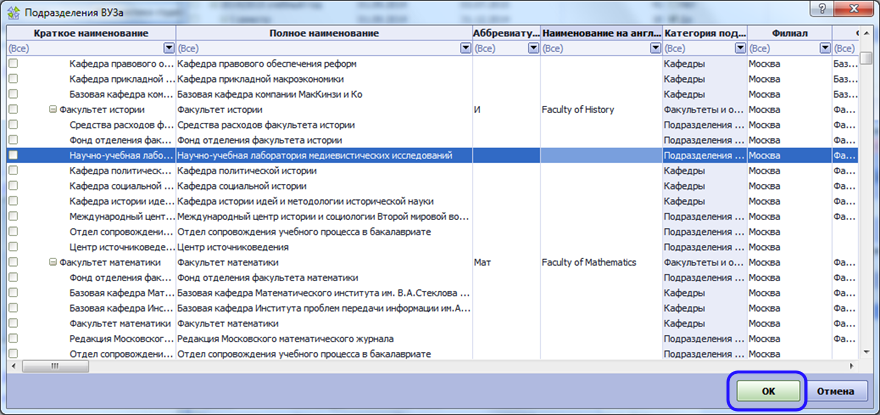 Подразделения ВУЗа
Краткое наименование Полное наименование Аббревиату... Наименование на англ... Категория под... Филиал
(Все) (Все) (Все) (Все) (Все) (Все) (Все)
Кафедра правового о... Кафедра правового обеспечения реформ Кафедры Москва Баз...
Кафедра прикладной ... Кафедра прикладной макроэкономики Кафедры Москва Баз...
Базовая кафедра ком... Базовая кафедра компании МакКинзи и Ко Кафедры Москва Баз...
Факультет истории Факультет истории И Faculty of History Факультеты и о... Москва Фа...
Средства расходов ф... Средства расходов факультета истории Подразделения ... Москва Фа...
Фонд отделения фак... Фонд отделения факультета истории Подразделения ... Москва Фа...
Научно-учебная лабо... Научно-учебная лаборатория медиевистических исследований Подразделения ... Москва Фа...
Кафедра политическ... Кафедра политической истории Кафедры Москва Фа...
Кафедра социальной ... Кафедра социальной истории Кафедры Москва Фа...
Кафедра истории иде... Кафедра истории идей и методологии исторической науки Кафедры Москва Фа...
Международный цент... Международный центр истории и социологии Второй мировой во... Подразделения ... Москва Фа...
Отдел сопровождени... Отдел сопровождения учебного процесса в бакалавриате Подразделения ... Москва Фа...
Центр источниковеде... Центр источниковедения Подразделения ... Москва
Факультет математики Факультет математики Мат Faculty of Mathematics Факультеты и о... Москва Фа...
Фонд отделения фак... Фонд отделения факультета математики Подразделения ... Москва Фа...
Базовая кафедра Мат... Базовая кафедра Математического института им. В.А.Стеклова ... Кафедры Москва Фа...
Базовая кафедра Инс... Базовая кафедра Института проблем передачи информации им.А... Кафедры Москва Фа...
Факультет математики Факультет математики Кафедры Москва Фа...
Редакция Московског... Редакция Московского математического журнала Подразделения ... Москва Фа...
Отдел сопровождени... Отдел сопровождения учебного процесса в бакалавриате Подразделения ... Москва Фа...
ОК Отмена